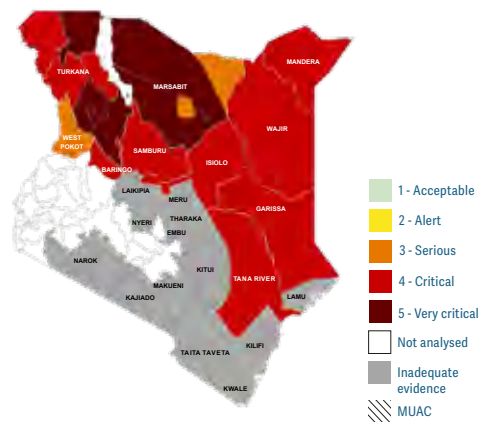 MANDERA
TURKANA
MARSABIT
WAJIR
WEST
POKOT
SAMBURU
ISIOLO
BARINGO
LAIKIPIA
MERU
GARISSA
THARAKA
NYERI
EMBU
NAROK
KITUI
TANA RIVER
MAKUENI
KAJIADO
LAMU
KILIFI
TAITA TAVETA
KWALE
1 - Acceptable
2 - Alert
3 - Serious
4 - Critical
5 - Very critical
Not analysed
Inadequate
evidence
MUAC